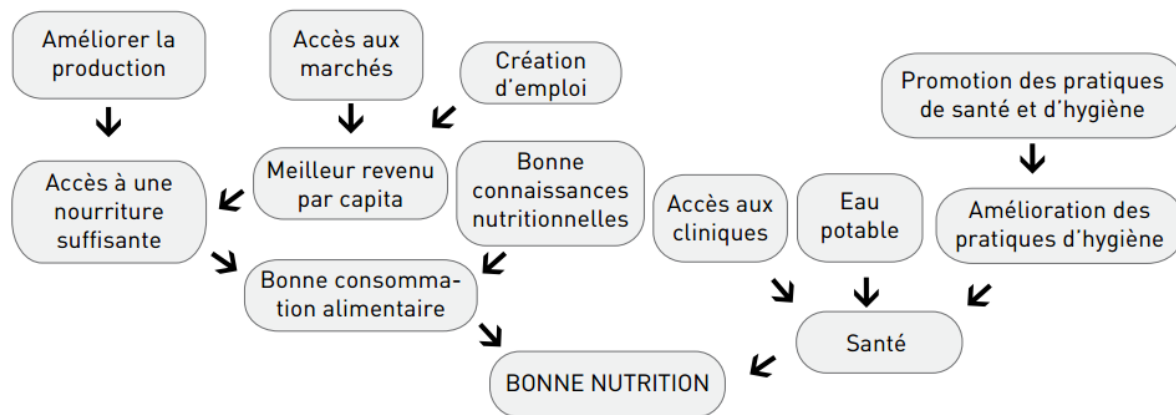 Améliorer la
production
Accès aux
marchés
Création
d’emploi
Promotion des pratiques
de santé et d’hygiène
Accès à une
nourriture
suffisante
Meilleur revenu
par capita
Bonne
connaissances
nutritionnelles
Accès aux
cliniques
Eau
potable
Amélioration des
pratiques d’hygiène
Bonne consomma-
tion alimentaire
Santé
BONNE NUTRITION